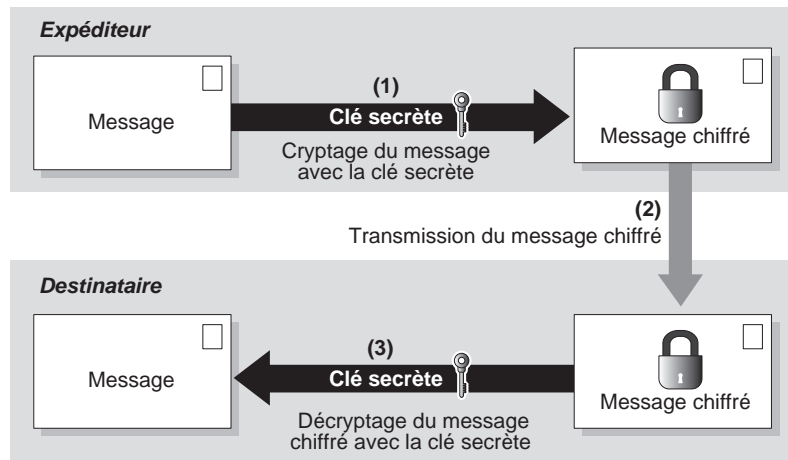 Expéditeur
Message
(1)
Clé secrète
Cryptage du message
avec la clé secrète
Message chiffré
(2)
Transmission du message chiffré
Destinataire
Message
(3)
Clé secrète
Décryptage du message
chiffré avec la clé secrète
Message chiffré